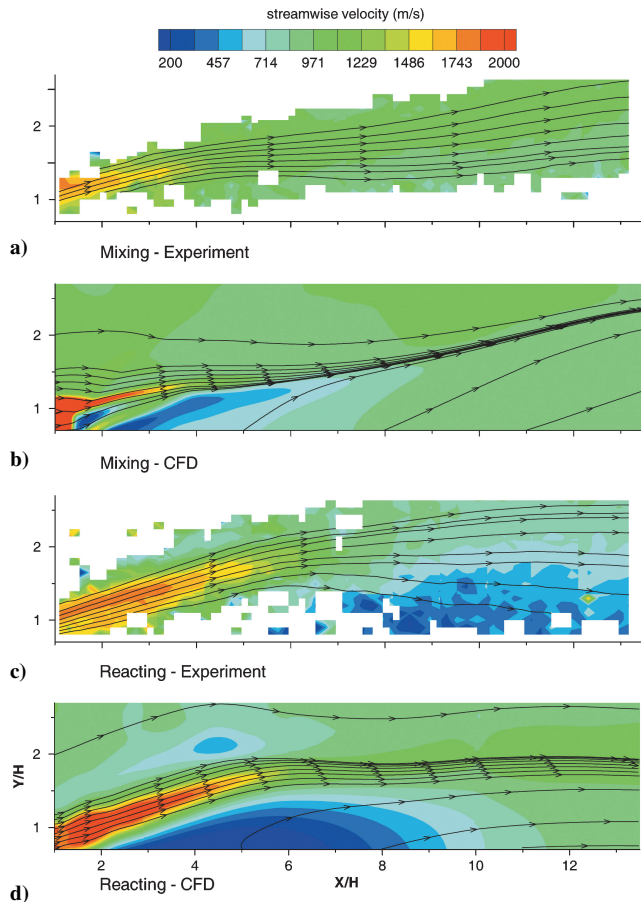 streamwise velocity (m/s)
200 457 714 971 1229 1486 1743 2000
2
1
a) Mixing - Experiment
2
1
b) Mixing - CFD
2
1
c) Reacting - Experiment
Y/H
2
1
2 4 6 8 10 12
X/H
d) Reacting - CFD